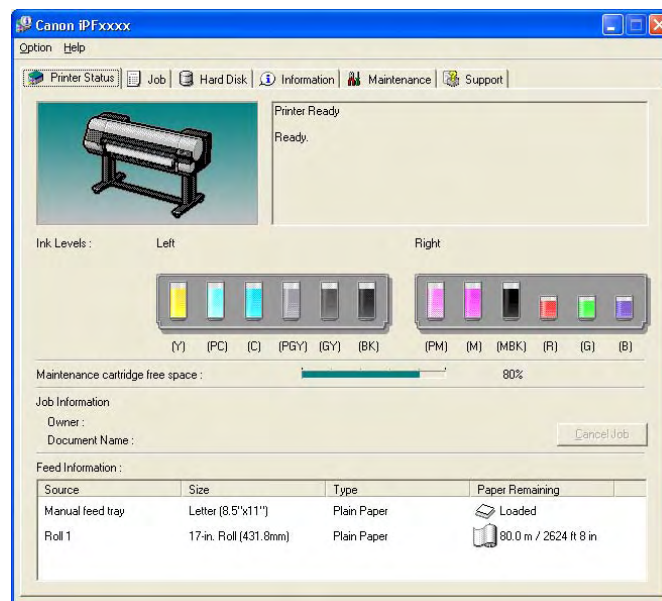 Canon iPFxxxx
Option Help
Printer Status Job Hard Disk Information Maintenance Support
Printer Ready
Ready.
Ink Levels : Left Right
(Y) (PC) (C) (PGY) (GY) (BK) (PM) (M) (MBK) (R) (G) (B)
Maintenance cartridge free space : 80%
Job Information
Owner :
Document Name :
Cancel Job
Feed Information :
Source Size Type Paper Remaining
Manual feed tray Letter (8.5"x11") Plain Paper Loaded
Roll 1 17-in. Roll (431.8mm) Plain Paper 80.0 m / 2624 ft 8 in